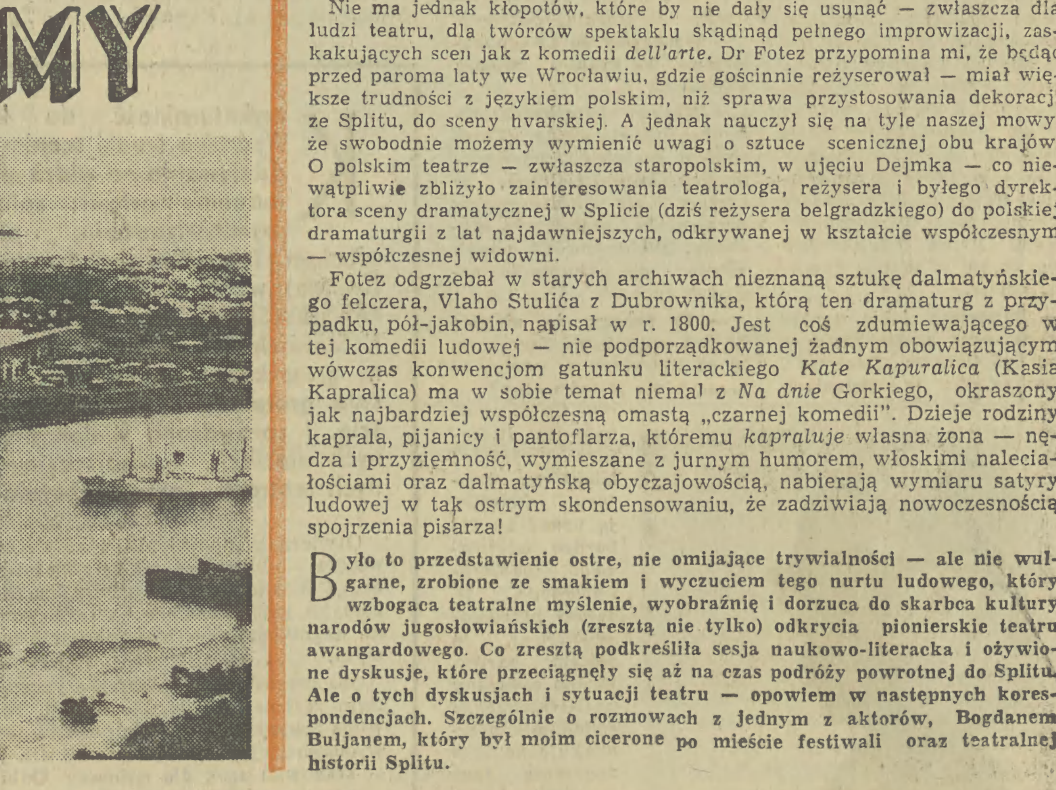 MY
Nie ma jednak kłopotów, które by nie dały się usunąć — zwłaszcza dla
ludzi teatru, dla twórców spektaklu skądinąd pełnego improwizacji, zas-
kakujących scen jak z komedii dell'arte. Dr Fotez przypomina mi, że będąc
przed paroma laty we Wrocławiu, gdzie gościnnie reżyserował — miał wię-
ksze trudności z językiem polskim, niż sprawa przystosowania dekoracji
ze Splitu, do sceny hvarskiej. A jednak nauczył się na tyle naszej mowy
że swobodnie możemy wymienić uwagi o sztuce scenicznej obu krajów.
O polskim teatrze — zwłaszcza staropolskim, w ujęciu Dejmka — co nie-
wątpliwie zbliżyło zainteresowania teatrologa, reżysera i byłego dyrek-
tora sceny dramatycznej w Splicie (dziś reżysera belgradzkiego) do polskiej
dramaturgii z lat najdawniejszych, odkrywanej w kształcie współczesnym
— współczesnej widowni.
Fotez odgrzebał w starych archiwach nieznaną sztukę dalmatyńskie-
go felczera, Vlaho Stulića z Dubrownika, którą ten dramaturg z przy-
padku, pół-jakobin, napisał w r. 1800. Jest coś zdumiewającego w
tej komedii ludowej — nie podporządkowanej żadnym obowiązującym
wówczas konwencjom gatunku literackiego Kate Kapuralica (Kasia
Kapralica) ma w sobie temat niemal z Na dnie Gorkiego, okraszony
jak najbardziej współczesną omastą „czarnej komedii”. Dzieje rodziny
kaprala, pijanicy i pantoflarza, któremu kapraluje własna żona — nę-
dza i przyziemność, wymieszane z jurnym humorem, włoskimi nalecia-
łościami oraz dalmatyńską obyczajowością, nabierają wymiaru satyry
ludowej w tak ostrym skondensowaniu, że zadziwiają nowoczesnością
spojrzenia pisarza!
Było to przedstawienie ostre, nie omijające trywialności — ale nie wul-
garne, zrobione ze smakiem i wyczuciem tego nurtu ludowego, który
wzbogaca teatralne myślenie, wyobraźnię i dorzuca do skarbca kultury
narodów jugosłowiańskich (zresztą nie tylko) odkrycia pionierskie teatru
awangardowego. Co zresztą podkreśliła sesja naukowo-literacka i ożywio-
ne dyskusje, które przeciągnęły się aż na czas podróży powrotnej do Splitu.
Ale o tych dyskusjach i sytuacji teatru — opowiem w następnych kores-
pondencjach. Szczególnie o rozmowach z jednym z aktorów, Bogdanem
Buljanem, który był moim cicerone po mieście festiwali oraz teatralnej
historii Splitu.